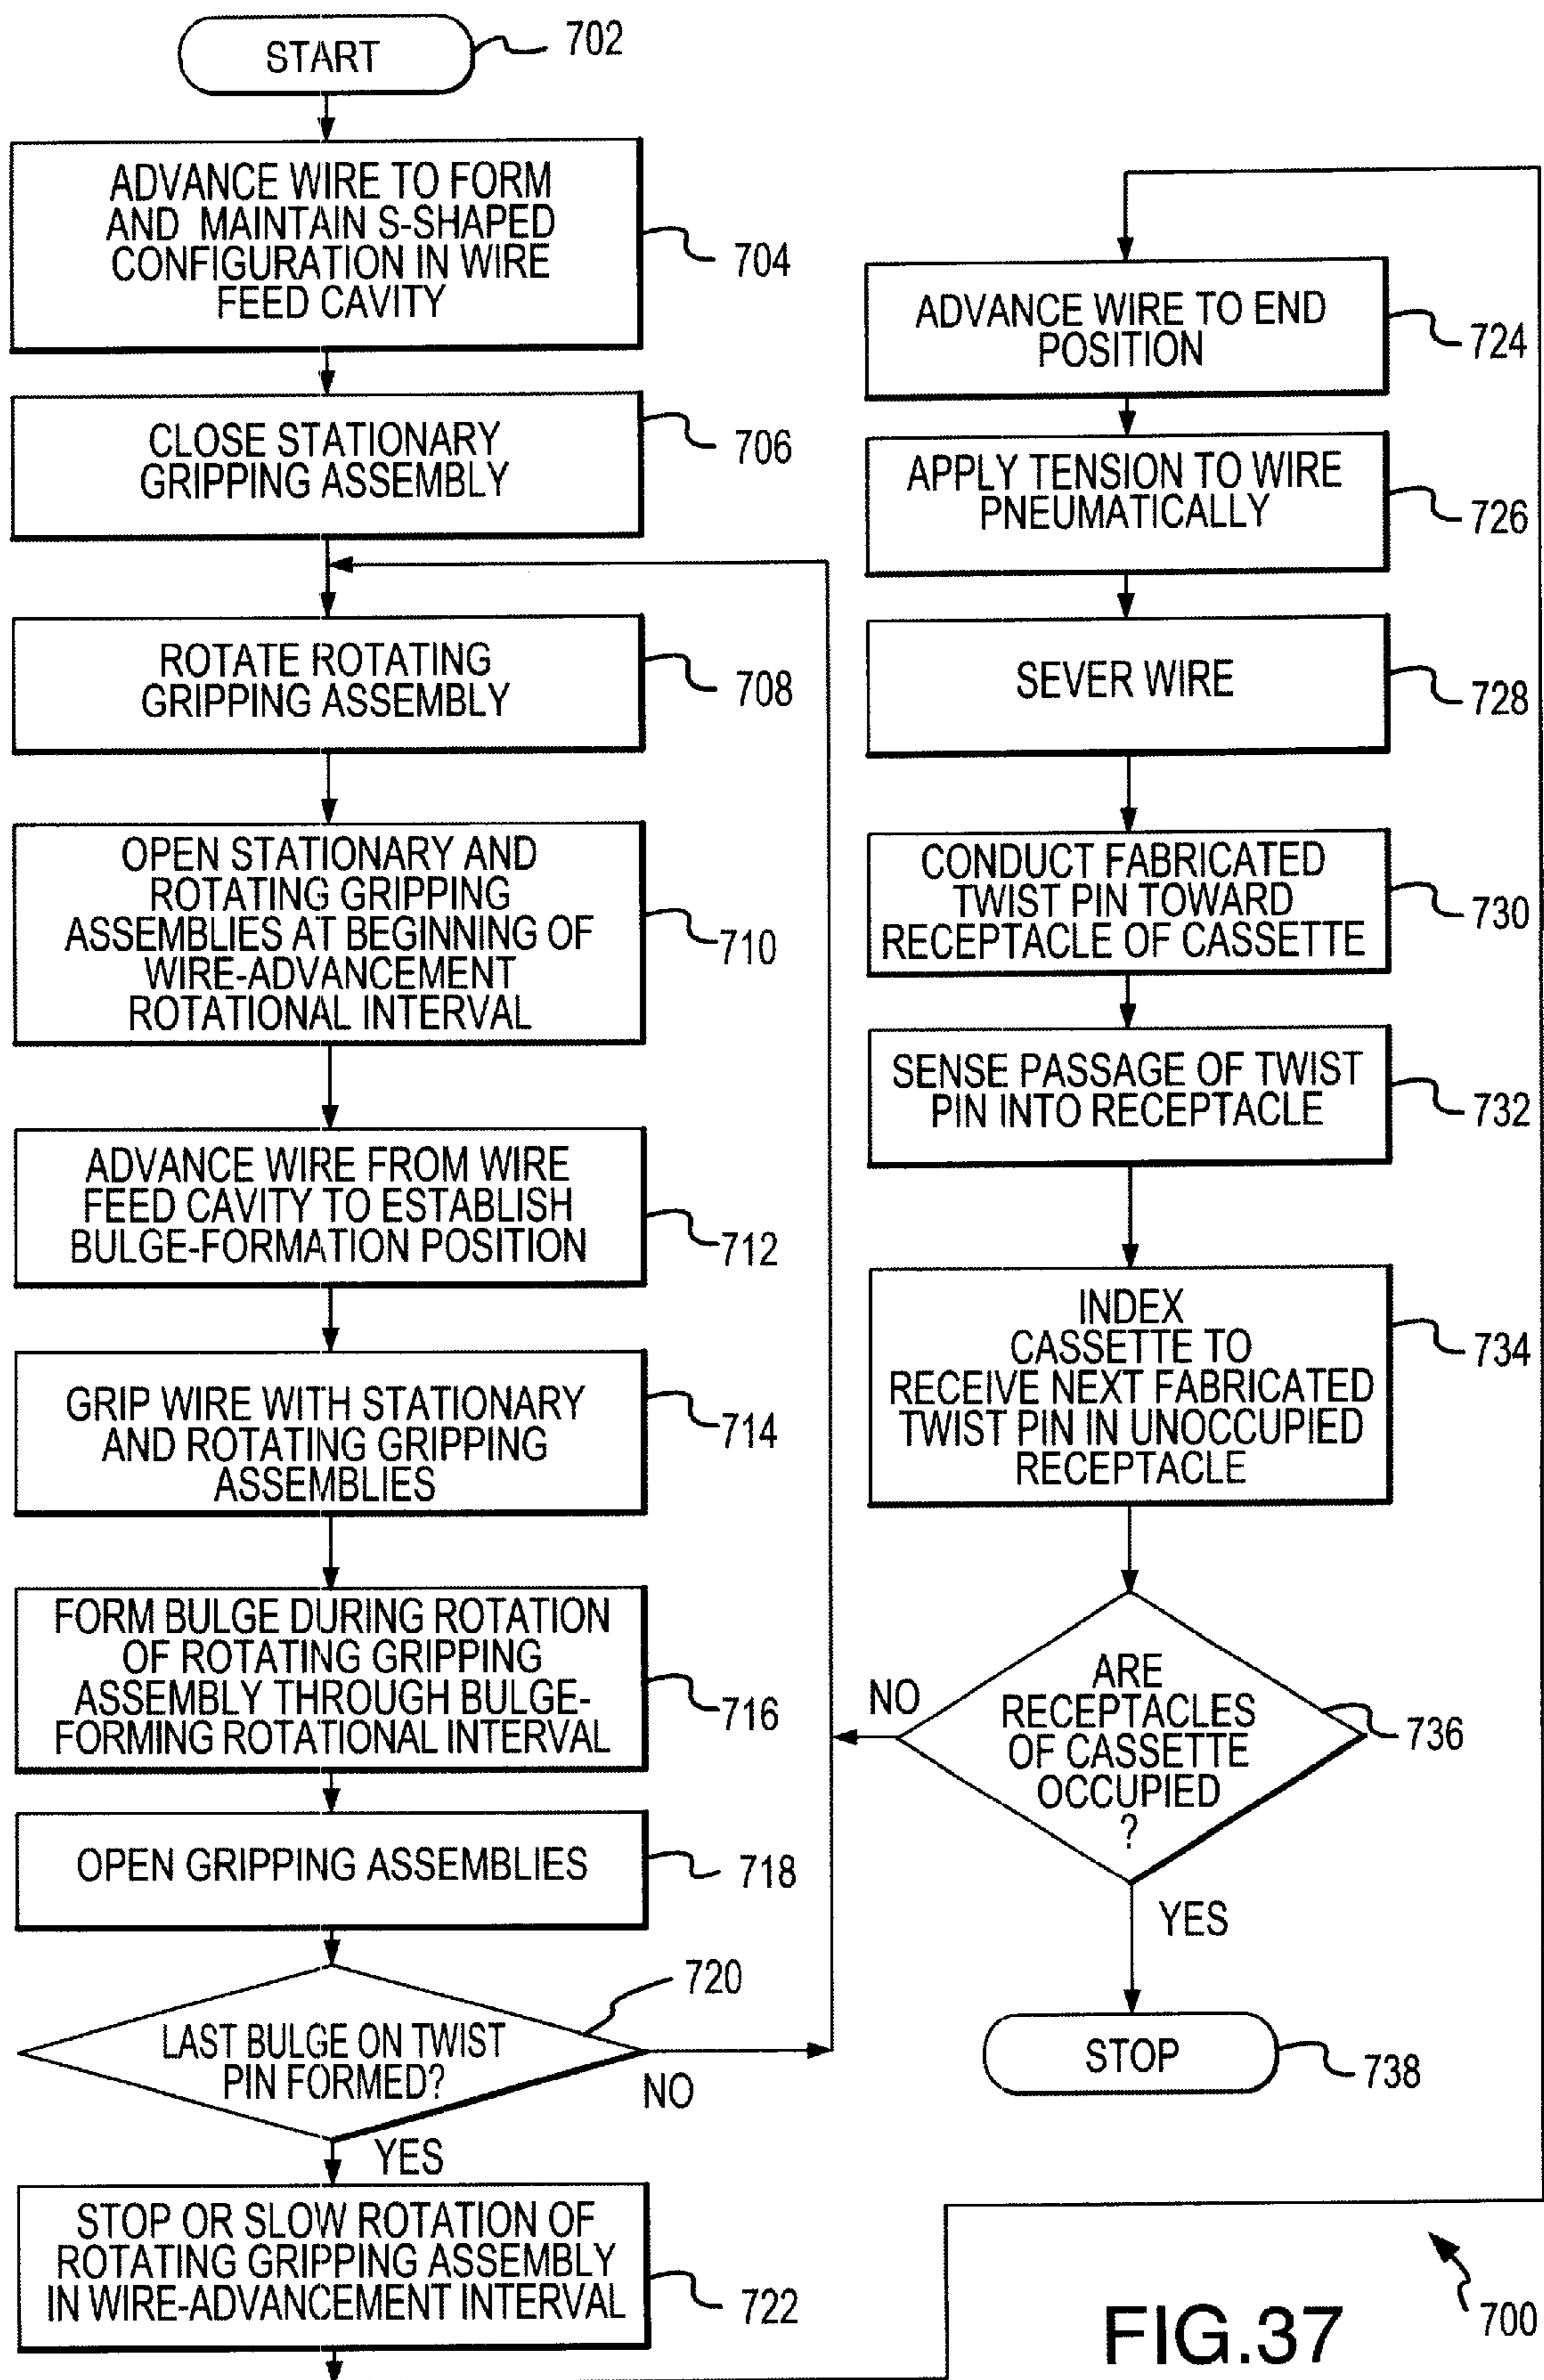 START
702
ADVANCE WIRE TO FORM
AND MAINTAIN S-SHAPED
CONFIGURATION IN WIRE
FEED CAVITY
704
CLOSE STATIONARY
GRIPPING ASSEMBLY
706
ROTATE ROTATING
GRIPPING ASSEMBLY
708
OPEN STATIONARY AND
ROTATING GRIPPING
ASSEMBLIES AT BEGINNING OF
WIRE-ADVANCEMENT
ROTATIONAL INTERVAL
710
ADVANCE WIRE FROM WIRE
FEED CAVITY TO ESTABLISH
BULGE-FORMATION POSITION
712
GRIP WIRE WITH STATIONARY
AND ROTATING GRIPPING
ASSEMBLIES
714
FORM BULGE DURING ROTATION
OF ROTATING GRIPPING
ASSEMBLY THROUGH BULGE-
FORMING ROTATIONAL INTERVAL
716
OPEN GRIPPING ASSEMBLIES
718
LAST BULGE ON TWIST
PIN FORMED?
720
NO
YES
STOP OR SLOW ROTATION OF
ROTATING GRIPPING ASSEMBLY
IN WIRE-ADVANCEMENT INTERVAL
722
ADVANCE WIRE TO END
POSITION
724
APPLY TENSION TO WIRE
PNEUMATICALLY
726
SEVER WIRE
728
CONDUCT FABRICATED
TWIST PIN TOWARD
RECEPTACLE OF CASSETTE
730
SENSE PASSAGE OF TWIST
PIN INTO RECEPTACLE
732
INDEX
CASSETTE TO
RECEIVE NEXT FABRICATED
TWIST PIN IN UNOCCUPIED
RECEPTACLE
734
ARE
RECEPTACLES
OF CASSETTE
OCCUPIED
?
736
NO
YES
STOP
738
FIG.37
700